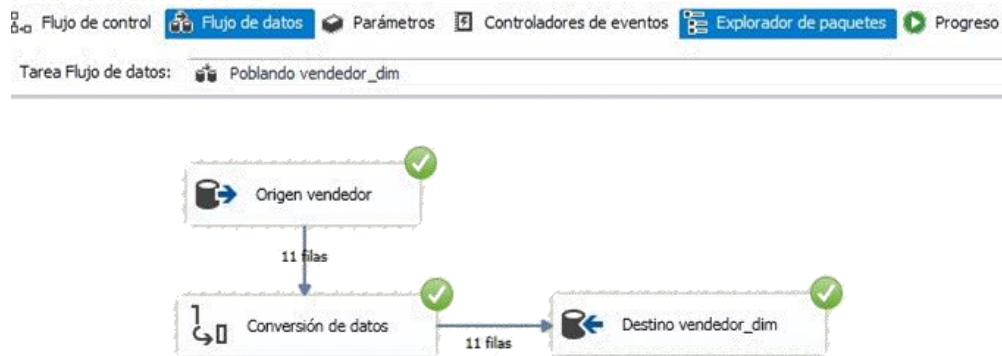 Flujo de control Flujo de datos Parámetros Controladores de eventos Explorador de paquetes Progreso
Tarea Flujo de datos: Poblando vendedor_dim
Origen vendedor
11 filas
Conversión de datos Destino vendedor_dim
11 filas